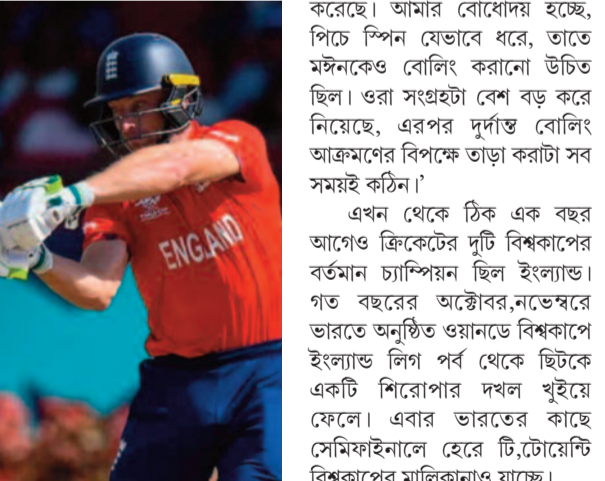 ENGLAND
করেছে। আমার বোধোদয় হচ্ছে,
পিচে স্পিন যেভাবে ধরে, তাতে
মঈনকেও বোলিং করানো উচিত
ছিল। ওরা সংগ্রহটা বেশ বড় করে
নিয়েছে, এরপর দুর্দান্ত বোলিং
আক্রমণের বিপক্ষে তাড়া করাটা সব
সময়ই কঠিন।’
এখন থেকে ঠিক এক বছর
আগেও ক্রিকেটের দুটি বিশ্বকাপের
বর্তমান চ্যাম্পিয়ন ছিল ইংল্যান্ড।
গত বছরের অক্টোবর,নভেম্বরে
ভারতে অনুষ্ঠিত ওয়ানডে বিশ্বকাপে
ইংল্যান্ড লিগ পর্ব থেকে ছিটকে
একটি শিরোপার দখল খুইয়ে
ফেলে। এবার ভারতের কাছে
সেমিফাইনালে হেরে টি,টোয়েন্টি
বিশ্বকাপের মালিকানাও যাচ্ছে।